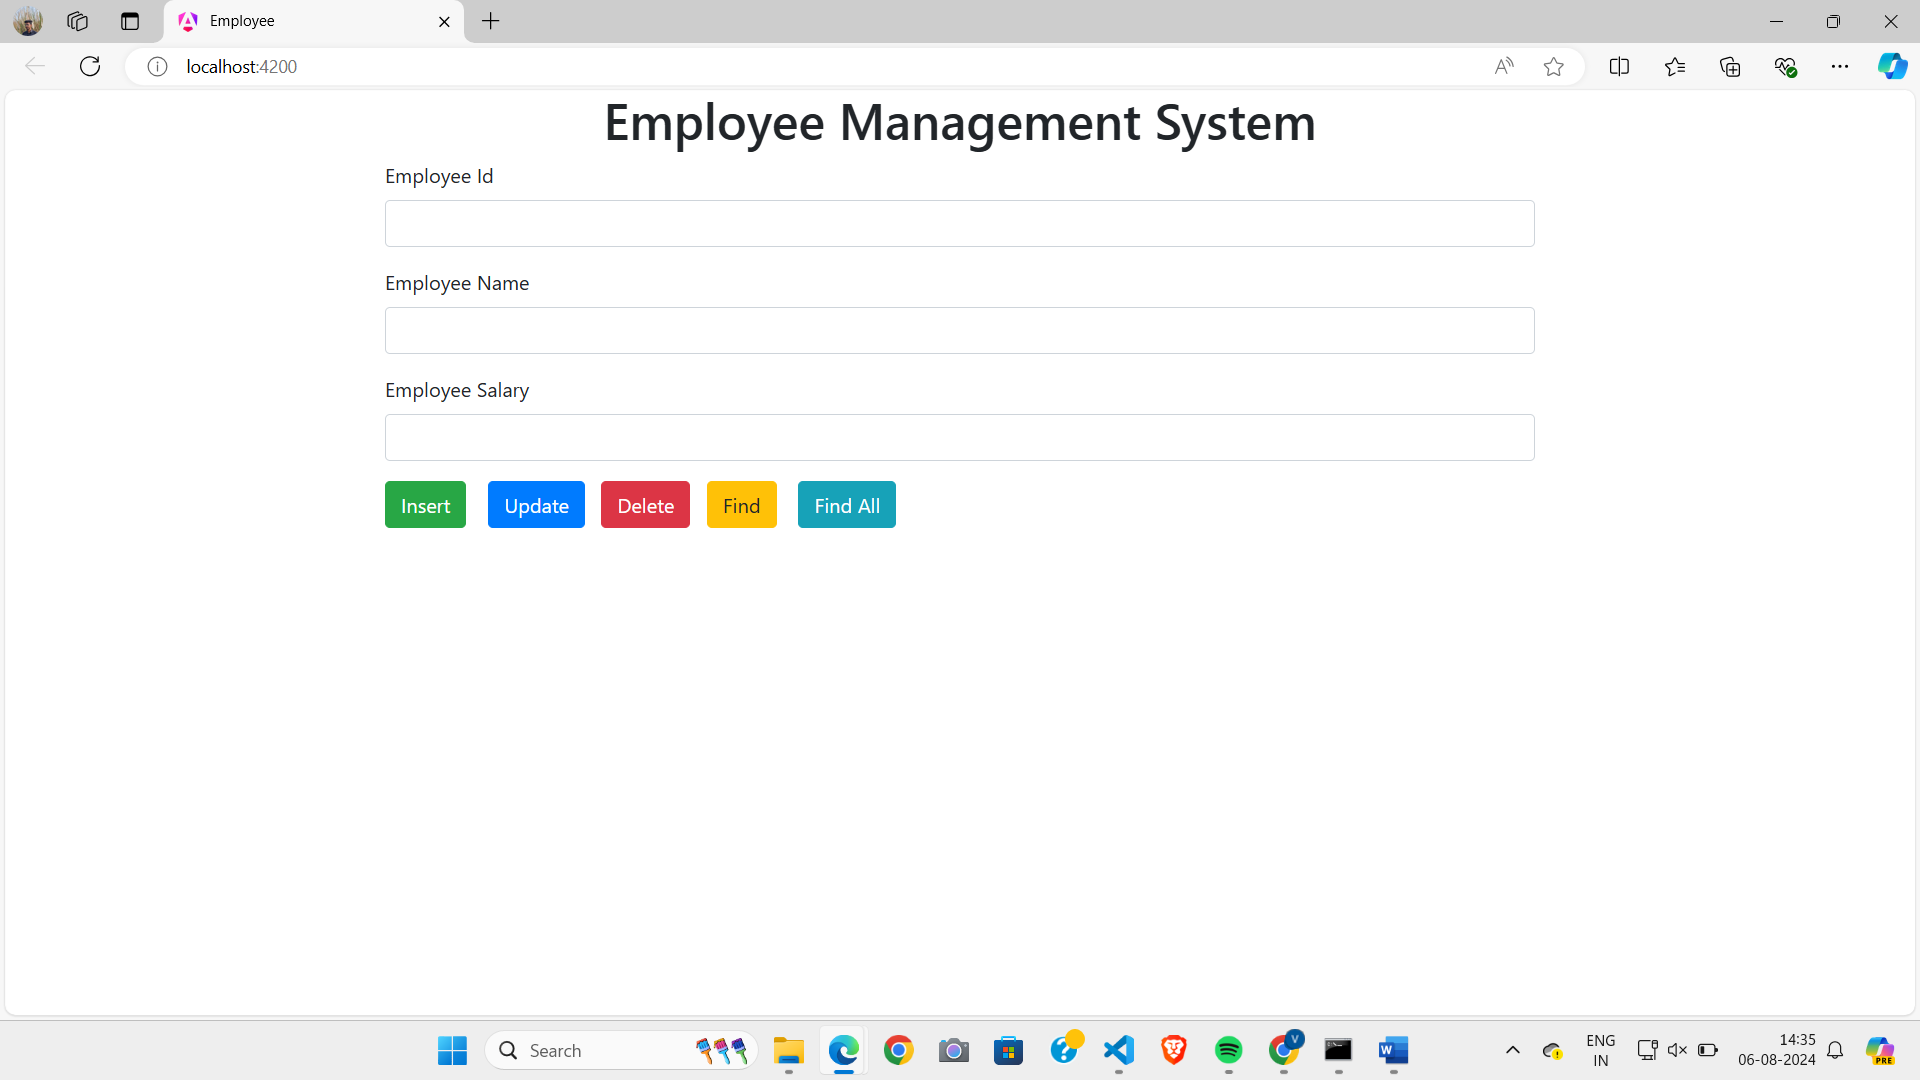 Employee
localhost:4200
Employee Management System
Employee Id
Employee Name
Employee Salary
Insert Update Delete Find Find All
Search
V
W
PRE
ENG
IN
14:35
06-08-2024